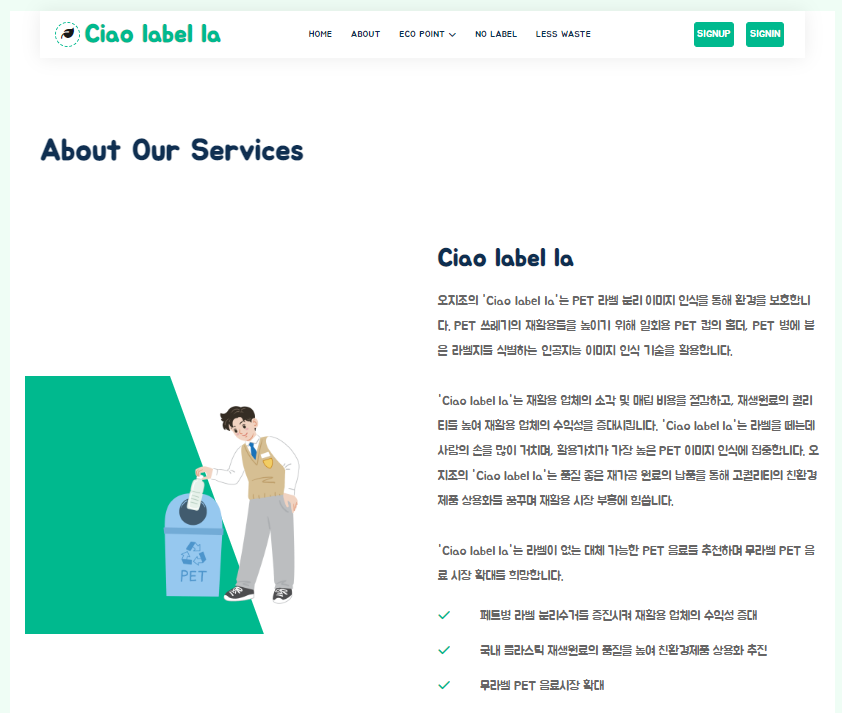 Ciao label la
HOME ABOUT ECO POINT NO LABEL LESS WASTE
SIGNUP SIGNIN
About Our Services
Ciao label la
오지조의 'Ciao label la'는 PET 라벨 분리 이미지 인식을 통해 환경을 보호합니
다. PET 쓰레기의 재활용률을 높이기 위해 일회용 PET 컵의 홀더, PET 병에 붙
은 라벨지를 식별하는 인공지능 이미지 인식 기술을 활용합니다.
'Ciao label la'는 재활용 업체의 소각 및 매립 비용을 절감하고, 재생원료의 퀄리
티를 높여 재활용 업체의 수익성을 증대시킵니다. 'Ciao label la'는 라벨을 떼는데
사람의 손을 많이 거치며, 활용가치가 가장 높은 PET 이미지 인식에 집중합니다. 오
지조의 'Ciao label la'는 품질 좋은 재가공 원료의 납품을 통해 고퀄리티의 친환경
제품 상용화를 꿈꾸며 재활용 시장 부흥에 힘씁니다.
'Ciao label la'는 라벨이 없는 대체 가능한 PET 음료를 추천하며 무라벨 PET 음
료 시장 확대를 희망합니다.
페트병 라벨 분리수거를 증진시켜 재활용 업체의 수익성 증대
국내 플라스틱 재생원료의 품질을 높여 친환경제품 상용화 추진
무라벨 PET 음료시장 확대
PET